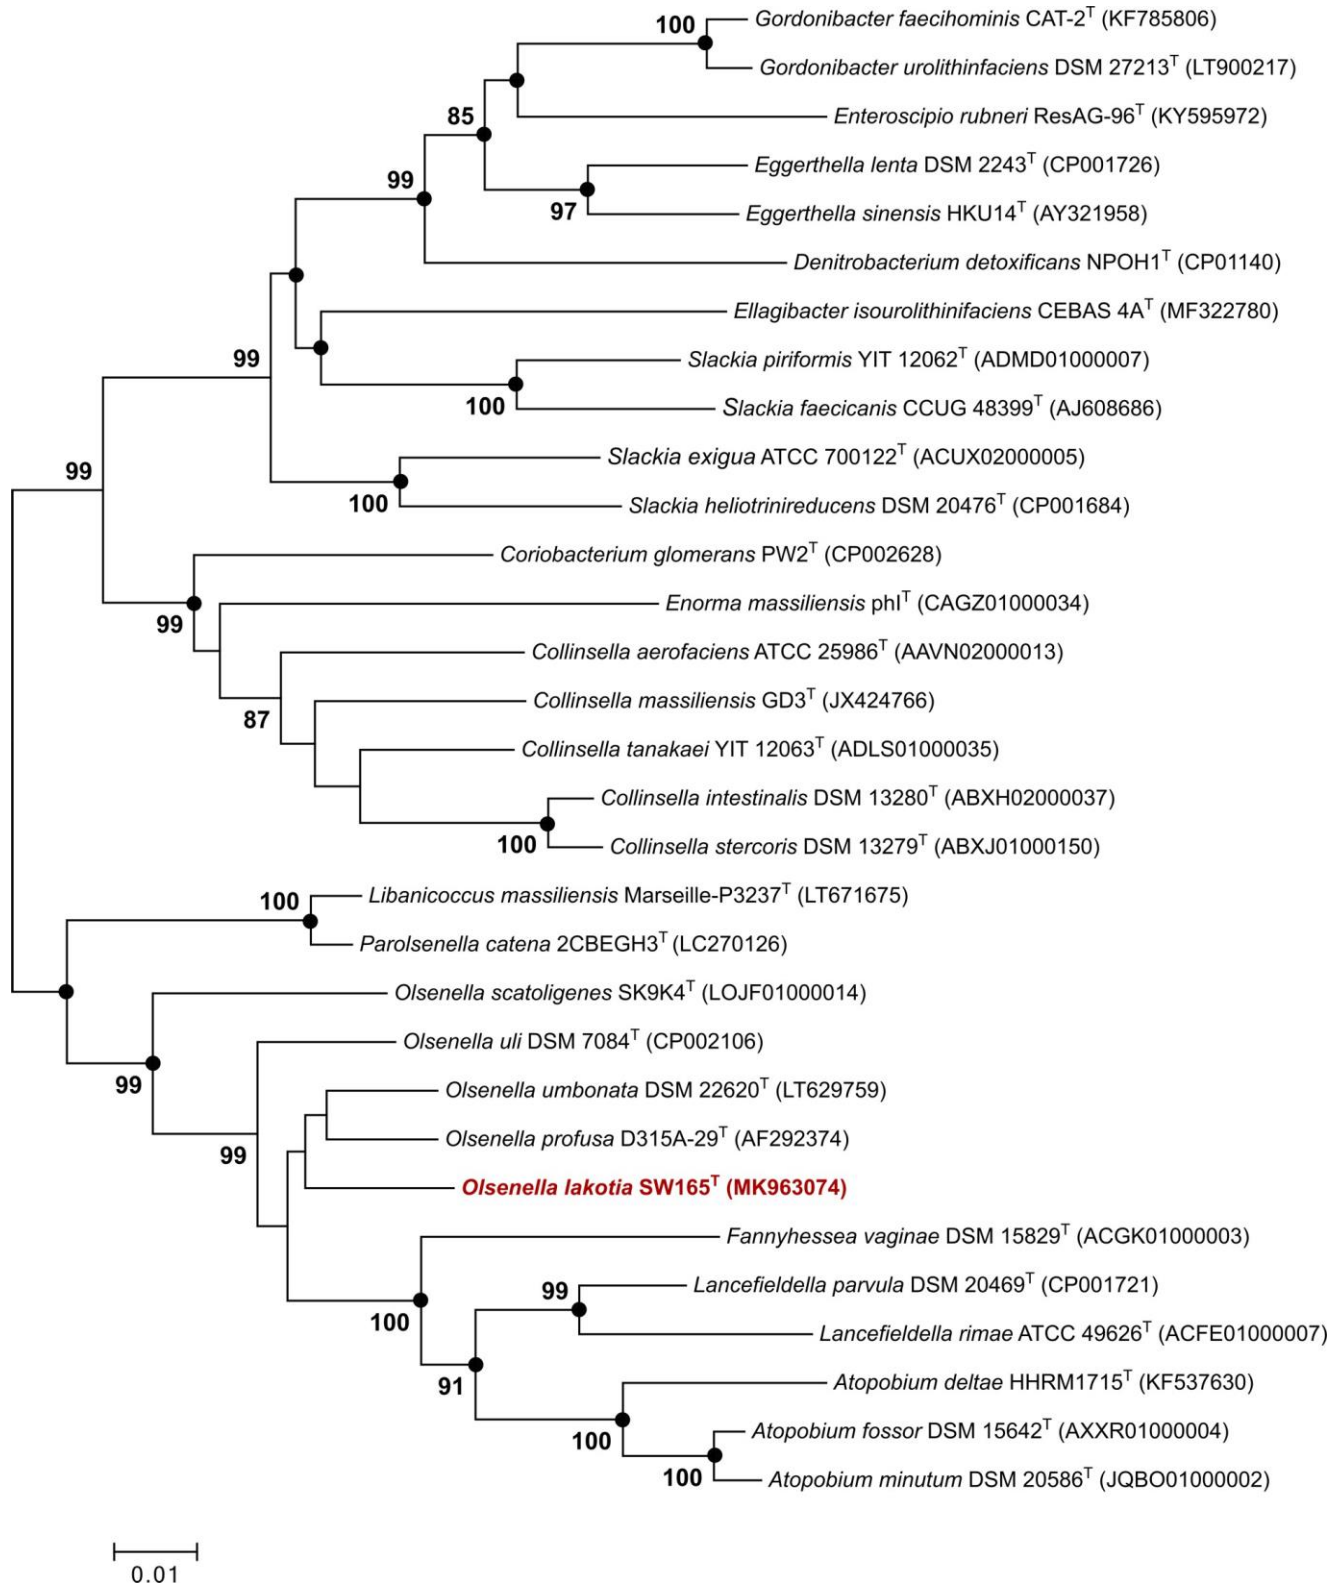 100
Gordonibacter faecihominis CAT-2T (KF785806)
Gordonibacter urolithinfaciens DSM 27213T (LT900217)
85
Enteroscipio rubneri ResAG-96T (KY595972)
99
Eggerthella lenta DSM 2243T (CP001726)
97
Eggerthella sinensis HKU14T (AY321958)
Denitrobacterium detoxificans NPOH1T (CP01140)
Ellagibacter isourolithinifaciens CEBAS 4AT (MF322780)
99
Slackia piriformis YIT 12062T (ADMD01000007)
100
Slackia faecicanis CCUG 48399T (AJ608686)
99
Slackia exigua ATCC 700122T (ACUX02000005)
100
Slackia heliotrinireducens DSM 20476T (CP001684)
Coriobacterium glomerans PW2T (CP002628)
99
Enorma massiliensis phIT (CAGZ01000034)
Collinsella aerofaciens ATCC 25986T (AAVN02000013)
87
Collinsella massiliensis GD3T (JX424766)
Collinsella tanakaei YIT 12063T (ADLS01000035)
Collinsella intestinalis DSM 13280T (ABXH02000037)
100
Collinsella stercoris DSM 13279T (ABXJ01000150)
100
Libanicoccus massiliensis Marseille-P3237T (LT671675)
Parolsenella catena 2CBEGH3T (LC270126)
Olsenella scatoligenes SK9K4T (LOJF01000014)
Olsenella uli DSM 7084T (CP002106)
99
Olsenella umbonata DSM 22620T (LT629759)
Olsenella profusa D315A-29T (AF292374)
99
Olsenella lakotia SW165T (MK963074)
Fannyhessea vaginae DSM 15829T (ACGK01000003)
99
Lancefieldella parvula DSM 20469T (CP001721)
100
Lancefieldella rimae ATCC 49626T (ACFE01000007)
91
Atopobium deltae HHRM1715T (KF537630)
100
Atopobium fossor DSM 15642T (AXXR01000004)
100
Atopobium minutum DSM 20586T (JQBO01000002)
0.01